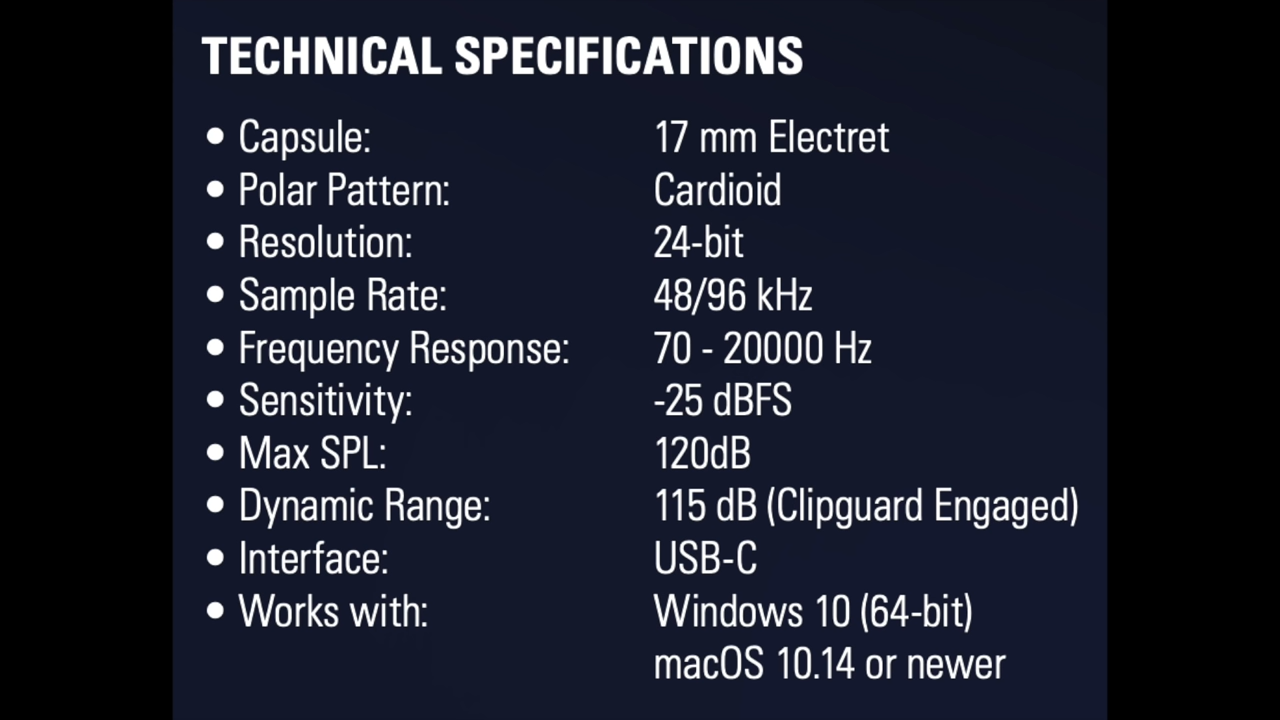 TECHNICAL SPECIFICATIONS
• Capsule: 17 mm Electret
• Polar Pattern: Cardioid
• Resolution: 24-bit
• Sample Rate: 48/96 kHz
• Frequency Response: 70 - 20000 Hz
• Sensitivity: -25 dBFS
• Max SPL: 120dB
• Dynamic Range: 115 dB (Clipguard Engaged)
• Interface: USB-C
• Works with: Windows 10 (64-bit)
macOS 10.14 or newer